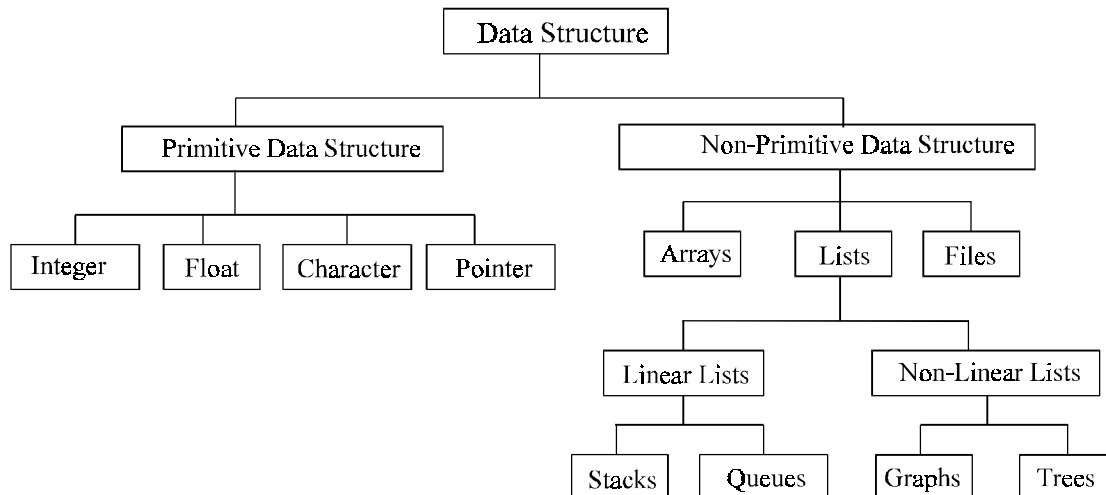 Data Structure
Primitive Data Structure
Non-Primitive Data Structure
Integer
Float
Character
Pointer
Arrays
Lists
Files
Linear Lists
Non-Linear Lists
Stacks
Queues
Graphs
Trees